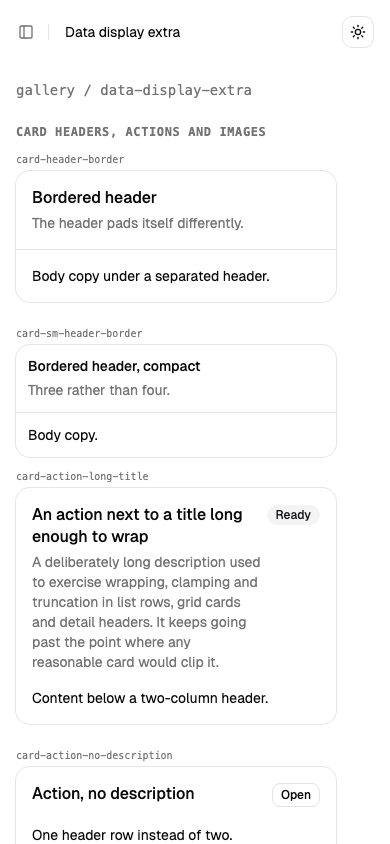 Data display extra
gallery / data-display-extra
CARD HEADERS, ACTIONS AND IMAGES
card-header-border
Bordered header
The header pads itself differently.
Body copy under a separated header.
card-sm-header-border
Bordered header, compact
Three rather than four.
Body copy.
card-action-long-title
An action next to a title long
enough to wrap
Ready
A deliberately long description used
to exercise wrapping, clamping and
truncation in list rows, grid cards
and detail headers. It keeps going
past the point where any
reasonable card would clip it.
Content below a two-column header.
card-action-no-description
Action, no description
Open
One header row instead of two.